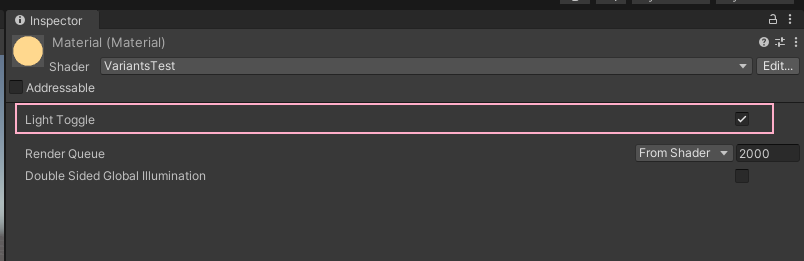 Inspector
Material (Material)
Shader VariantsTest Edit...
Addressable
Light Toggle
Render Queue From Shader 2000
Double Sided Global Illumination